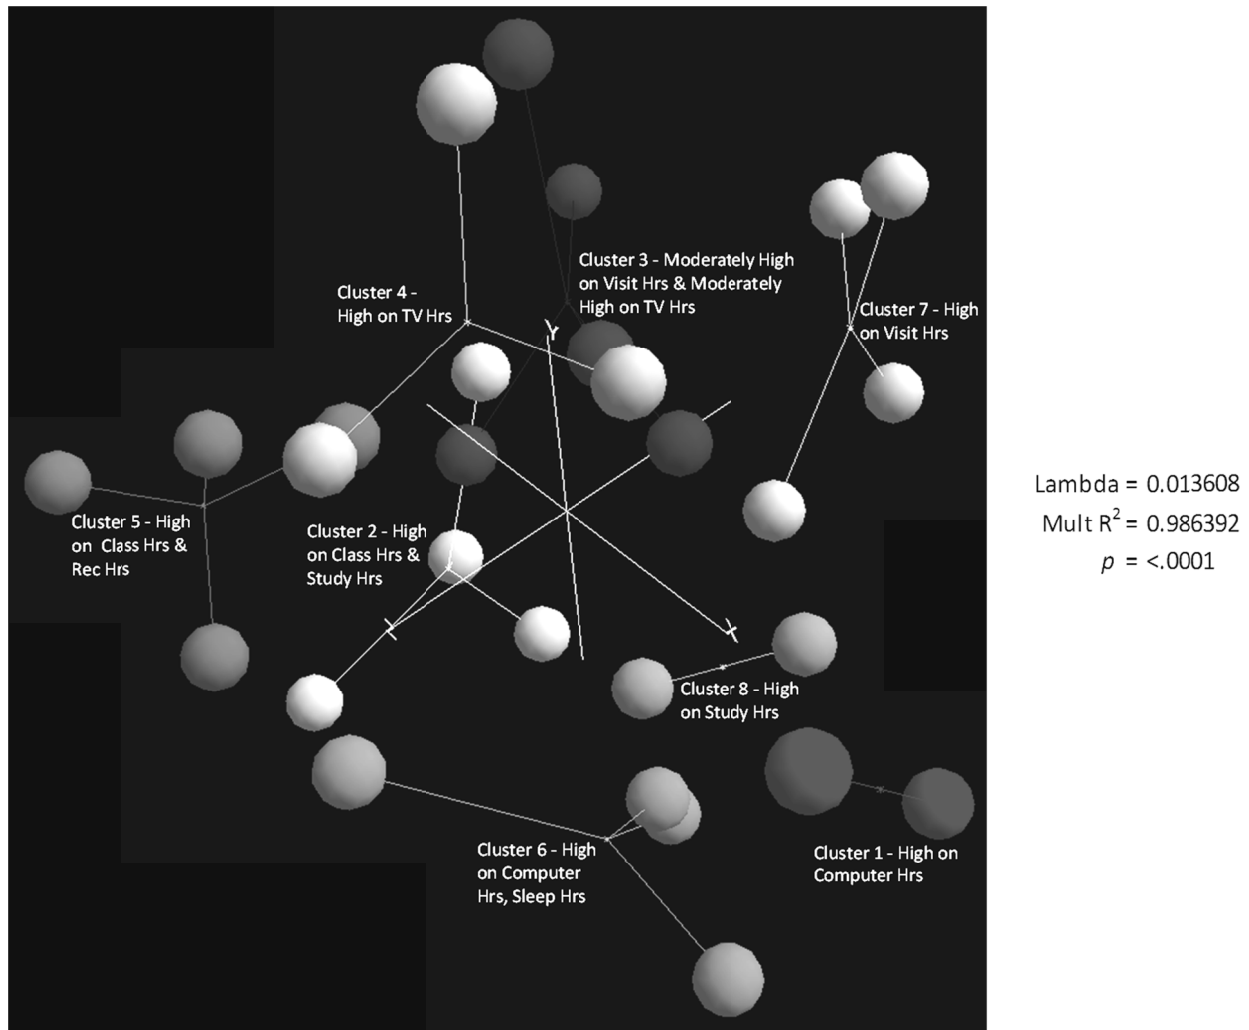 Cluster 3 - Moderately High
on Visit Hrs & Moderately
High on TV Hrs
Cluster 4 -
High on TV Hrs
Cluster 7 - High
on Visit Hrs
Y
Cluster 5 - High
on Class Hrs &
Rec Hrs
Cluster 2 - High
on Class Hrs &
Study Hrs
Lambda = 0.013608
Mult R² = 0.986392
p = <.0001
Z
X
Cluster 8 - High
on Study Hrs
Cluster 6 - High
on Computer
Hrs, Sleep Hrs
Cluster 1 - High on
Computer Hrs